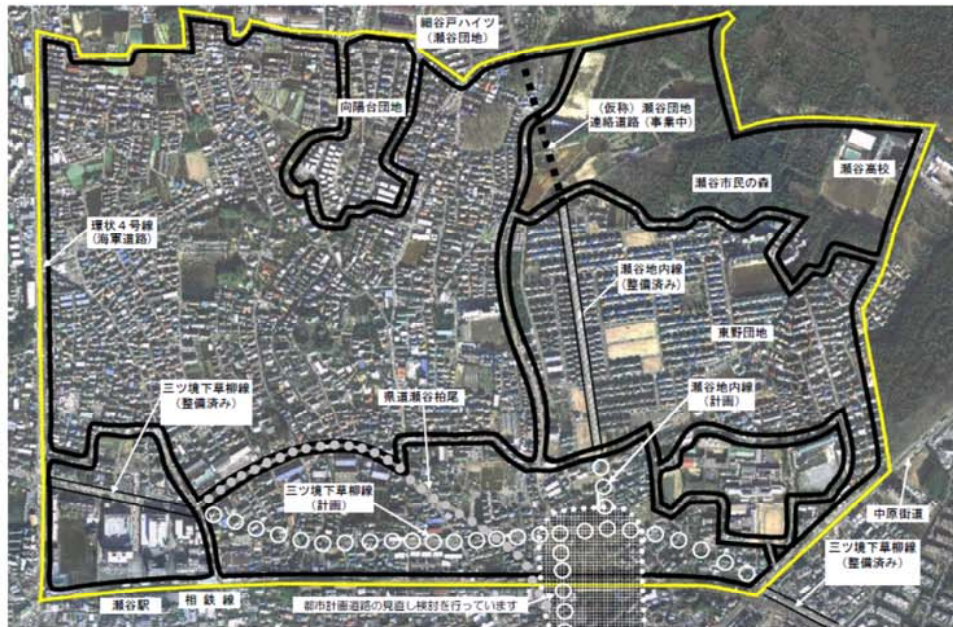 細谷戸ハイツ
(瀬谷団地)
向陽台団地
(仮称)瀬谷団地
連絡道路(事業中)
瀬谷高校
瀬谷市民の森
環状4号線
(海軍道路)
瀬谷地内線
(整備済み)
東野団地
三ツ境下草柳線
(整備済み)
県道瀬谷柏尾
瀬谷地内線
(計画)
三ツ境下草柳線
(計画)
中原街道
三ツ境下草柳線
(整備済み)
瀬谷駅
相鉄線
都市計画道路の見直し検討を行っています